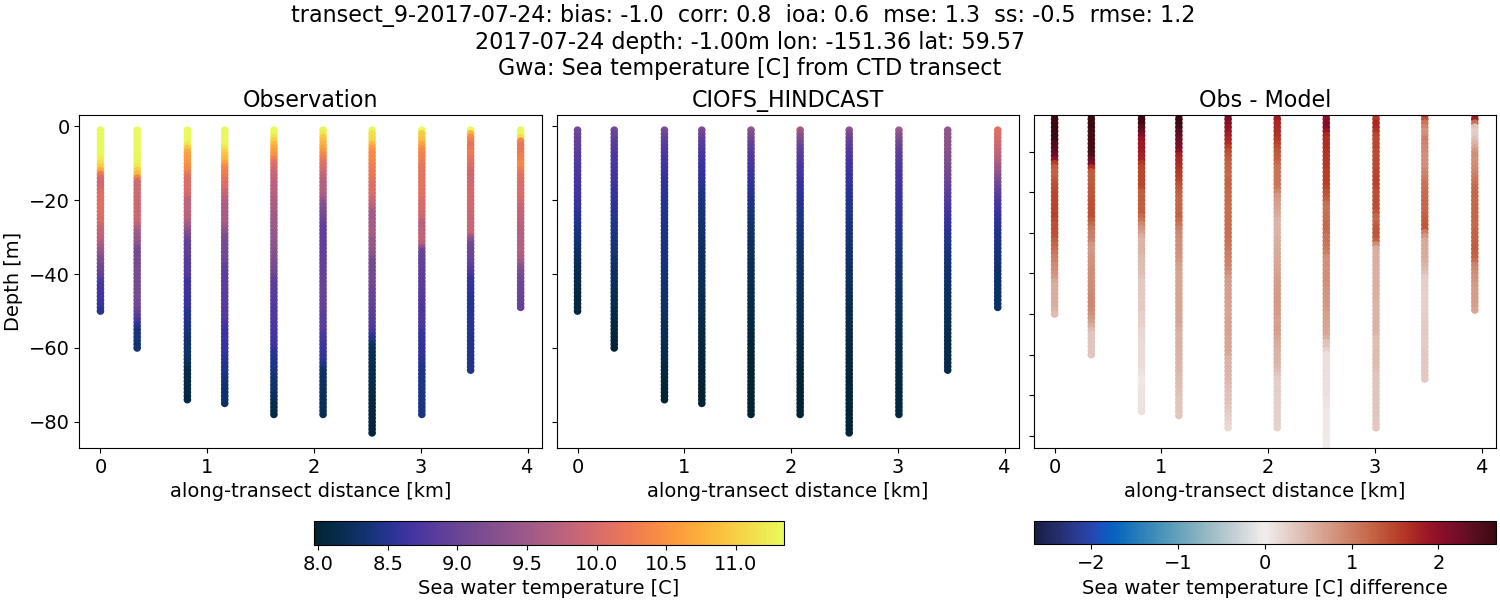 transect_9-2017-07-24: bias: -1.0  corr: 0.8  ioa: 0.6  mse: 1.3  ss: -0.5  rmse: 1.2
2017-07-24 depth: -1.00m lon: -151.36 lat: 59.57
Gwa: Sea temperature [C] from CTD transect
Observation
CIOFS_HINDCAST
Obs - Model
Depth [m]
0
−20
−40
−60
−80
0 1 2 3 4
0 1 2 3 4
0 1 2 3 4
along-transect distance [km]
along-transect distance [km]
along-transect distance [km]
8.0 8.5 9.0 9.5 10.0 10.5 11.0
Sea water temperature [C]
−2 −1 0 1 2
Sea water temperature [C] difference